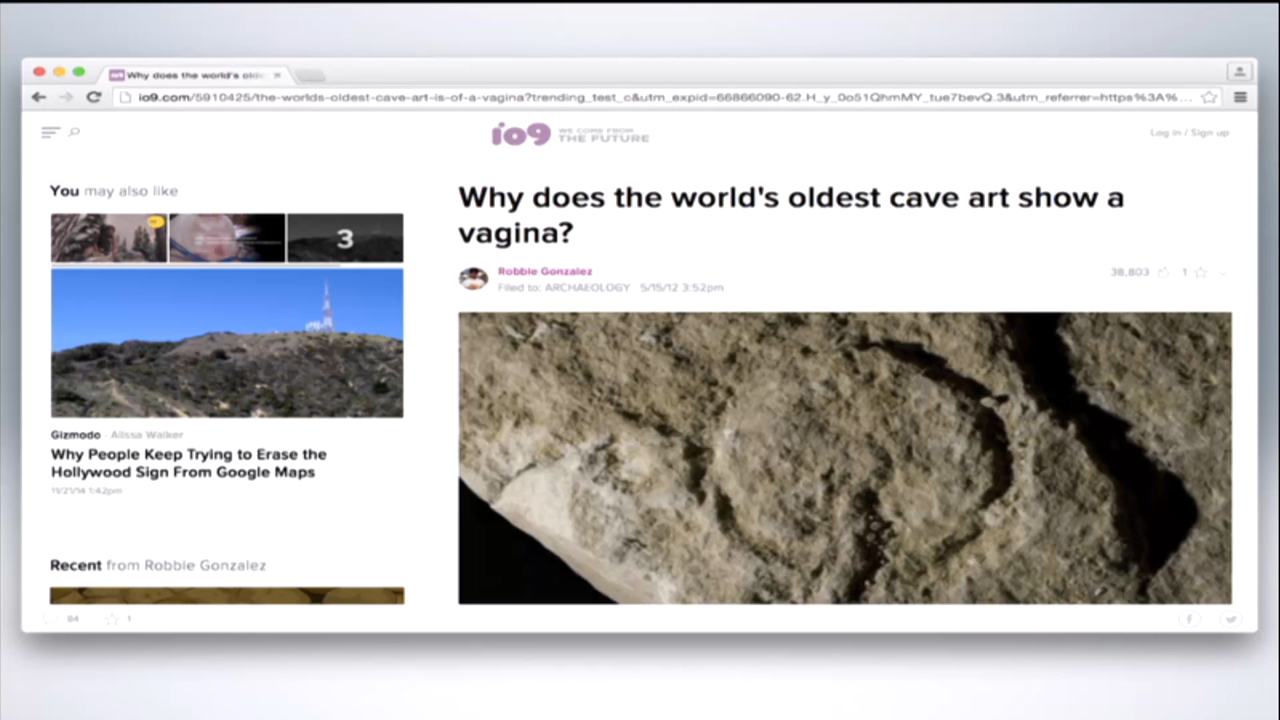 Why does the world's olde
io9.com/5910425/the-worlds-oldest-cave-art-is-of-a-vagina?trending_test_c&utm_expid=66866090-62.H_y_0o51QhmMY_tue7bevQ.3&utm_referrer=https%3A%...
io9 WE COME FROM THE FUTURE
Log in / Sign up
You may also like
3
Gizmodo · Alissa Walker
Why People Keep Trying to Erase the
Hollywood Sign From Google Maps
11/21/14 1:42pm
Recent from Robbie Gonzalez
84 1
Why does the world's oldest cave art show a
vagina?
Robbie Gonzalez
Filed to: ARCHAEOLOGY 5/15/12 3:52pm
38,803 1